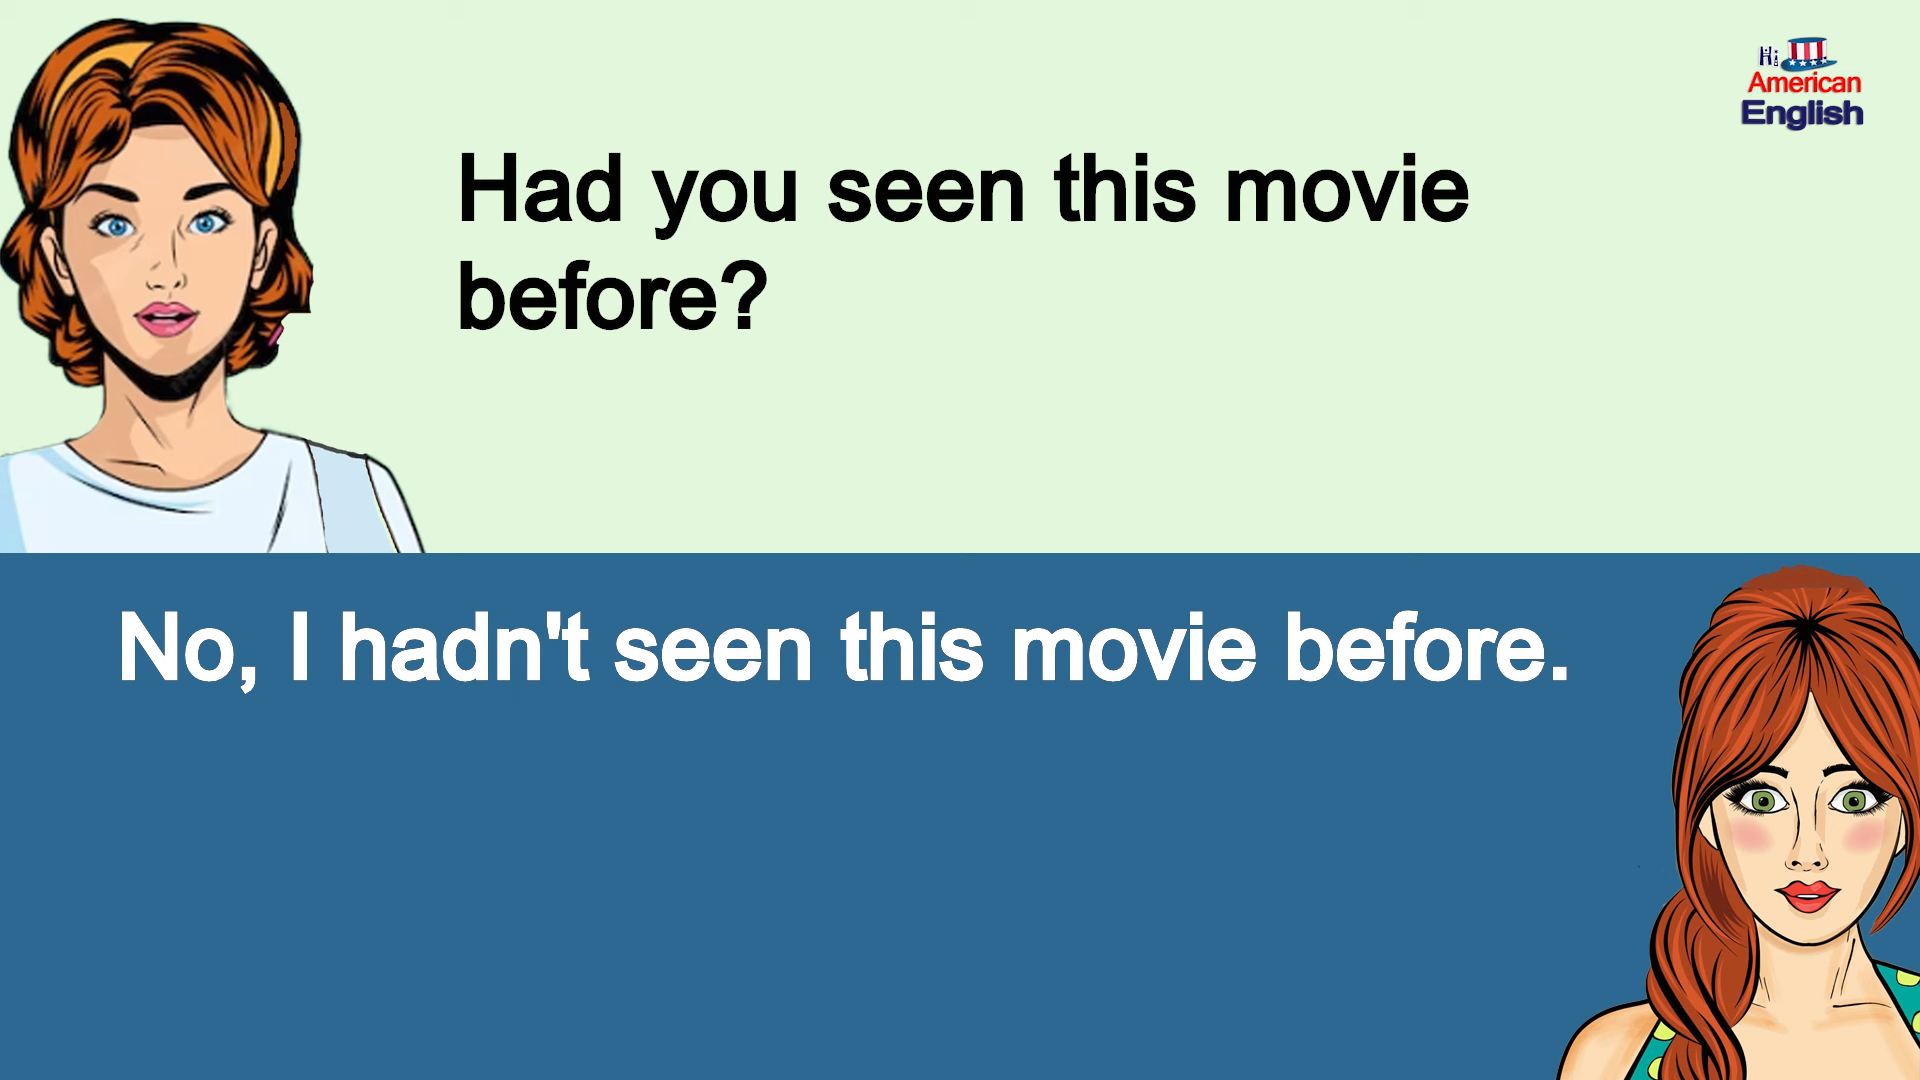 Hi
American
English
Had you seen this movie
before?
No, I hadn't seen this movie before.